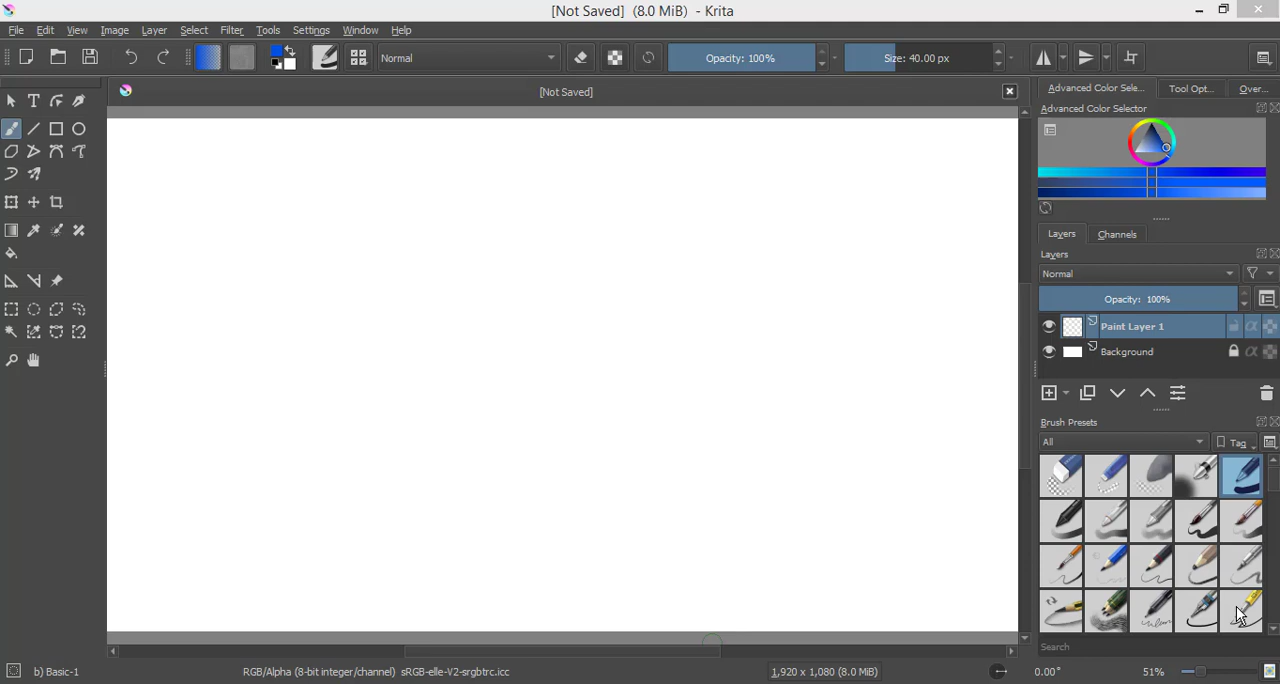 [Not Saved] (8.0 MiB) - Krita
File Edit View Image Layer Select Filter Tools Settings Window Help
Normal Opacity: 100% Size: 40.00 px
[Not Saved]
Advanced Color Sele... Tool Opt... Over...
Advanced Color Selector
Layers Channels
Layers
Normal
Opacity: 100%
Paint Layer 1
Background
Brush Presets
All Tag
Search
b) Basic-1 RGB/Alpha (8-bit integer/channel) sRGB-elle-V2-srgbtrc.icc 1,920 x 1,080 (8.0 MiB) 0.00° 51%